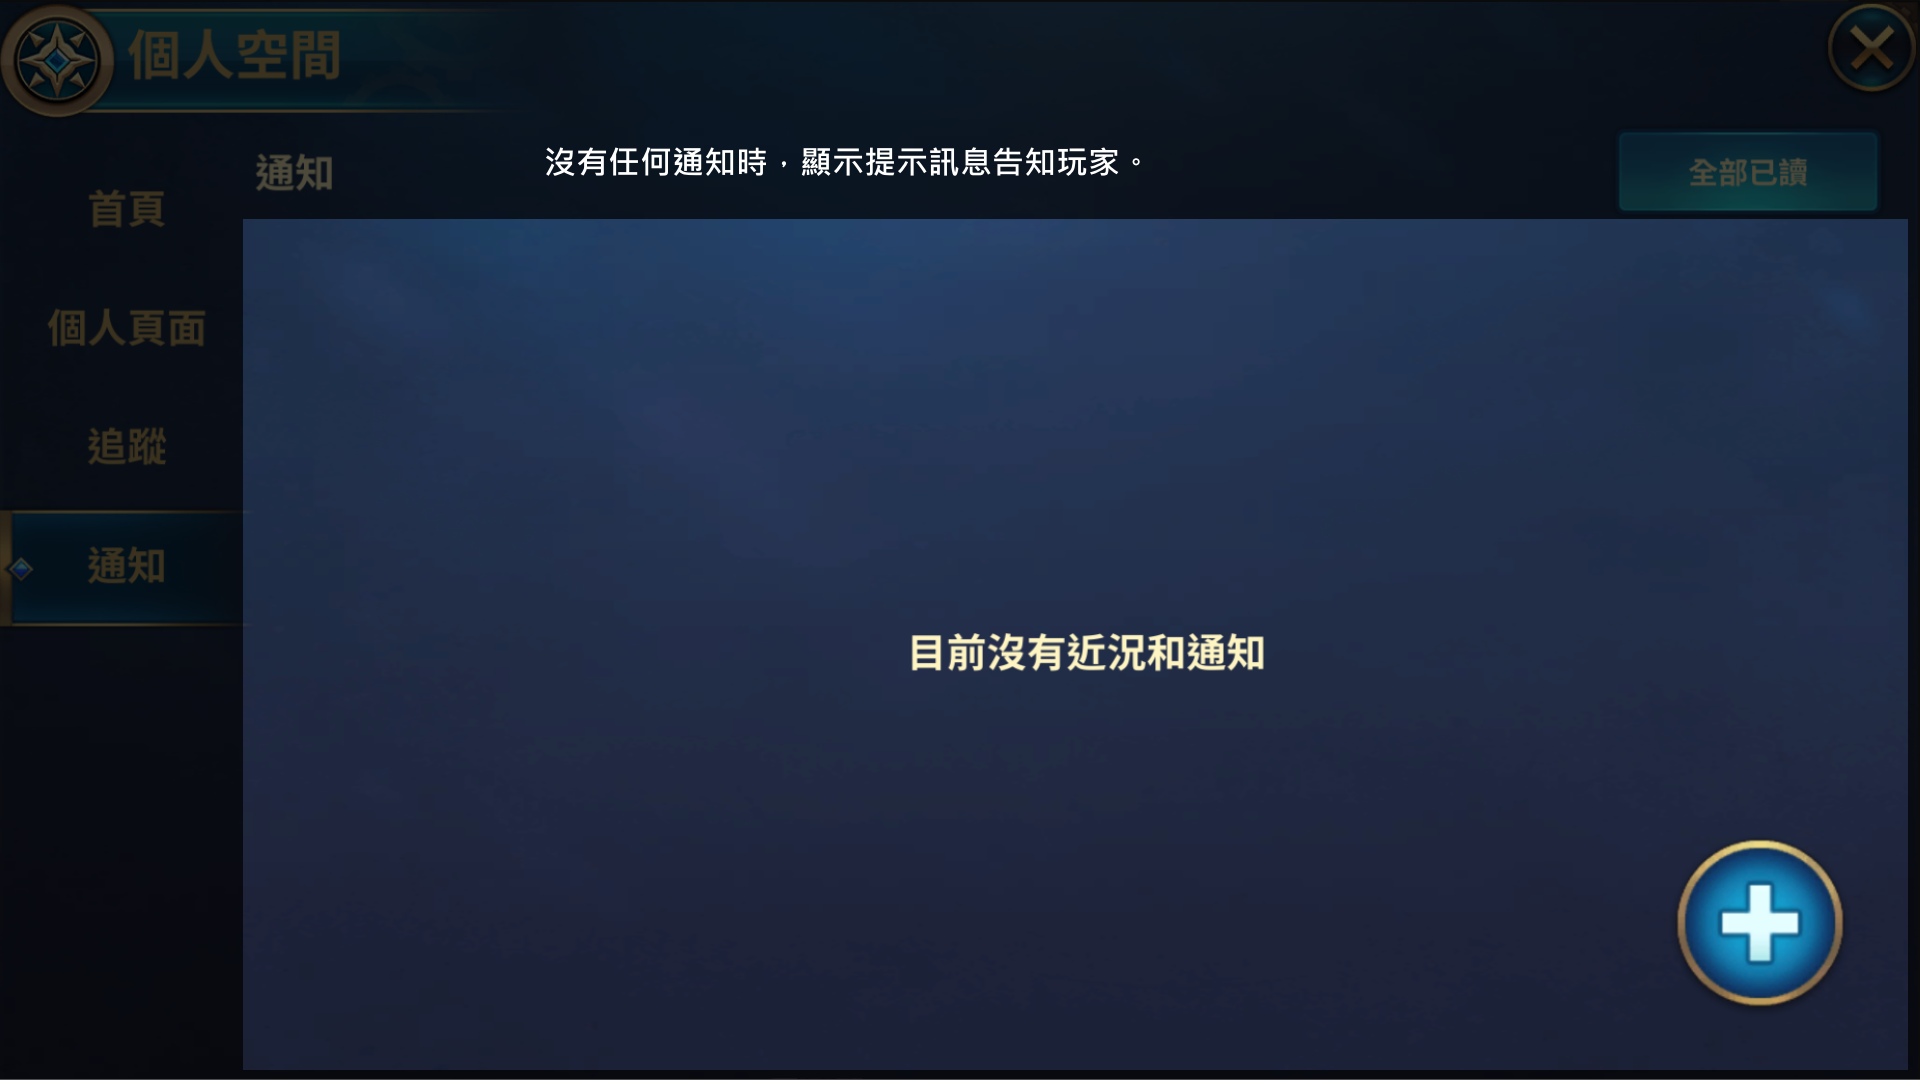 個人空間
通知
沒有任何通知時，顯示提示訊息告知玩家。
全部已讀
首頁
個人頁面
追蹤
通知
目前沒有近況和通知